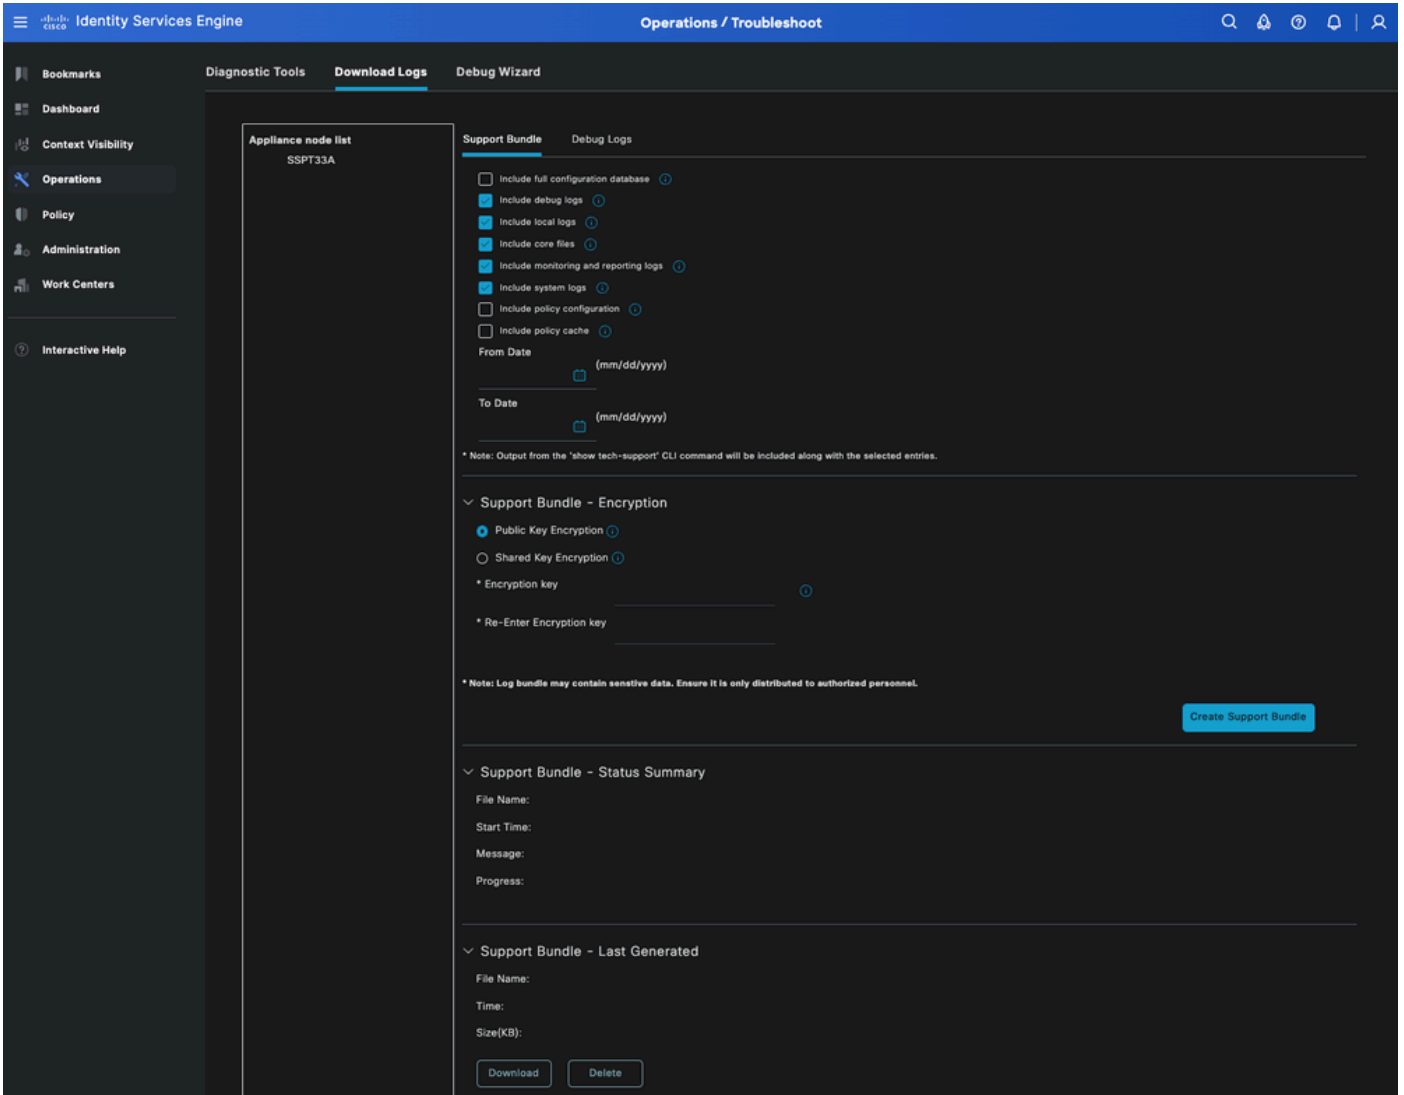 CISCO Identity Services Engine
Operations / Troubleshoot
Bookmarks
Dashboard
Context Visibility
Operations
Policy
Administration
Work Centers
Interactive Help
Diagnostic Tools
Download Logs
Debug Wizard
Appliance node list
SSPT33A
Support Bundle
Debug Logs
Include full configuration database
Include debug logs
Include local logs
Include core files
Include monitoring and reporting logs
Include system logs
Include policy configuration
Include policy cache
From Date
(mm/dd/yyyy)
To Date
(mm/dd/yyyy)
* Note: Output from the 'show tech-support' CLI command will be included along with the selected entries.
Support Bundle - Encryption
Public Key Encryption
Shared Key Encryption
* Encryption key
* Re-Enter Encryption key
* Note: Log bundle may contain senstive data. Ensure it is only distributed to authorized personnel.
Create Support Bundle
Support Bundle - Status Summary
File Name:
Start Time:
Message:
Progress:
Support Bundle - Last Generated
File Name:
Time:
Size(KB):
Download
Delete